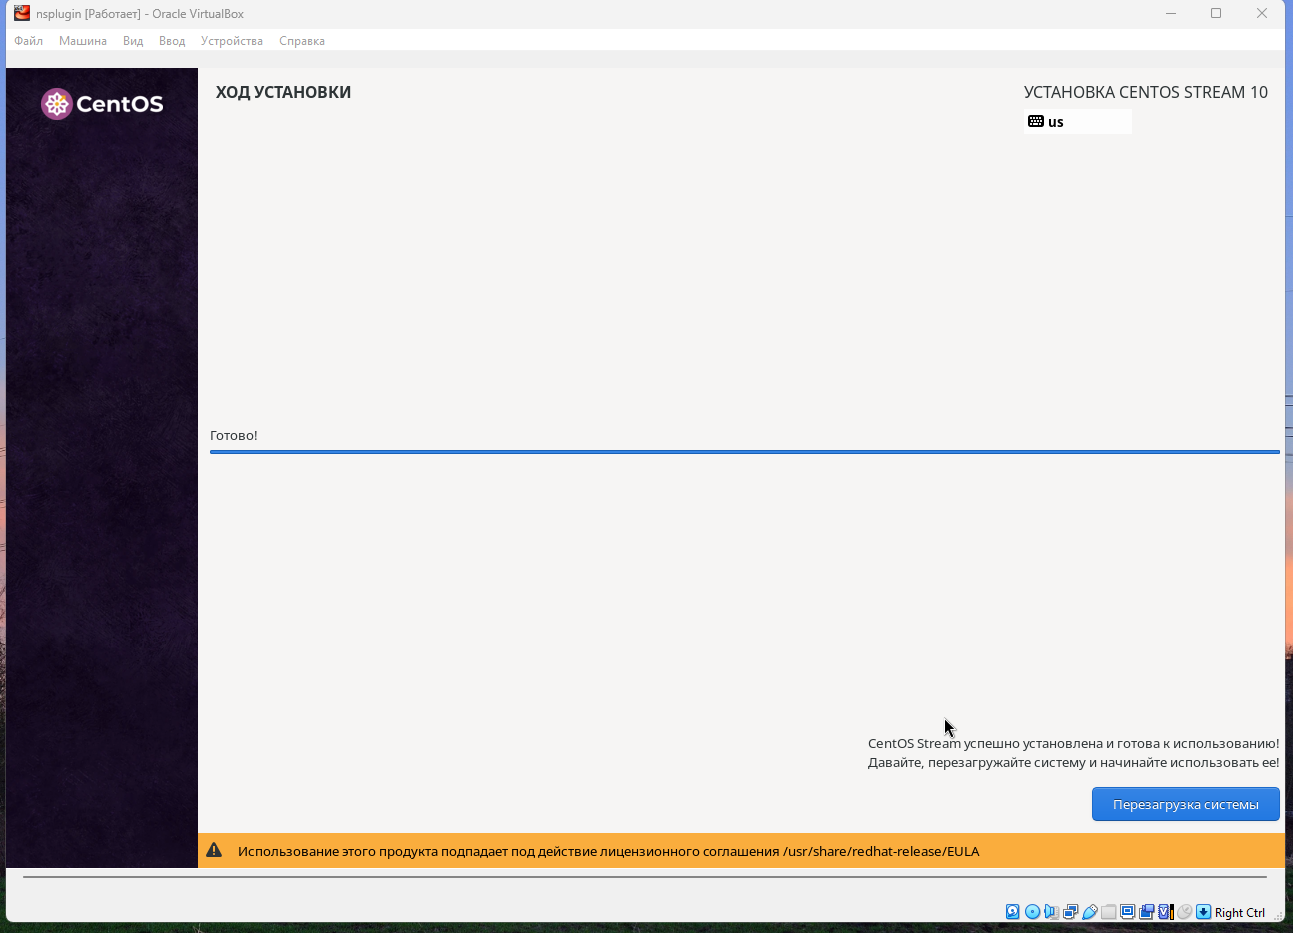 nsplugin [Работает] - Oracle VirtualBox
Файл Машина Вид Ввод Устройства Справка
CentOS
ХОД УСТАНОВКИ
УСТАНОВКА CENTOS STREAM 10
us
Готово!
CentOS Stream успешно установлена и готова к использованию!
Давайте, перезагружайте систему и начинайте использовать ее!
Перезагрузка системы
Использование этого продукта подпадает под действие лицензионного соглашения /usr/share/redhat-release/EULA
Right Ctrl